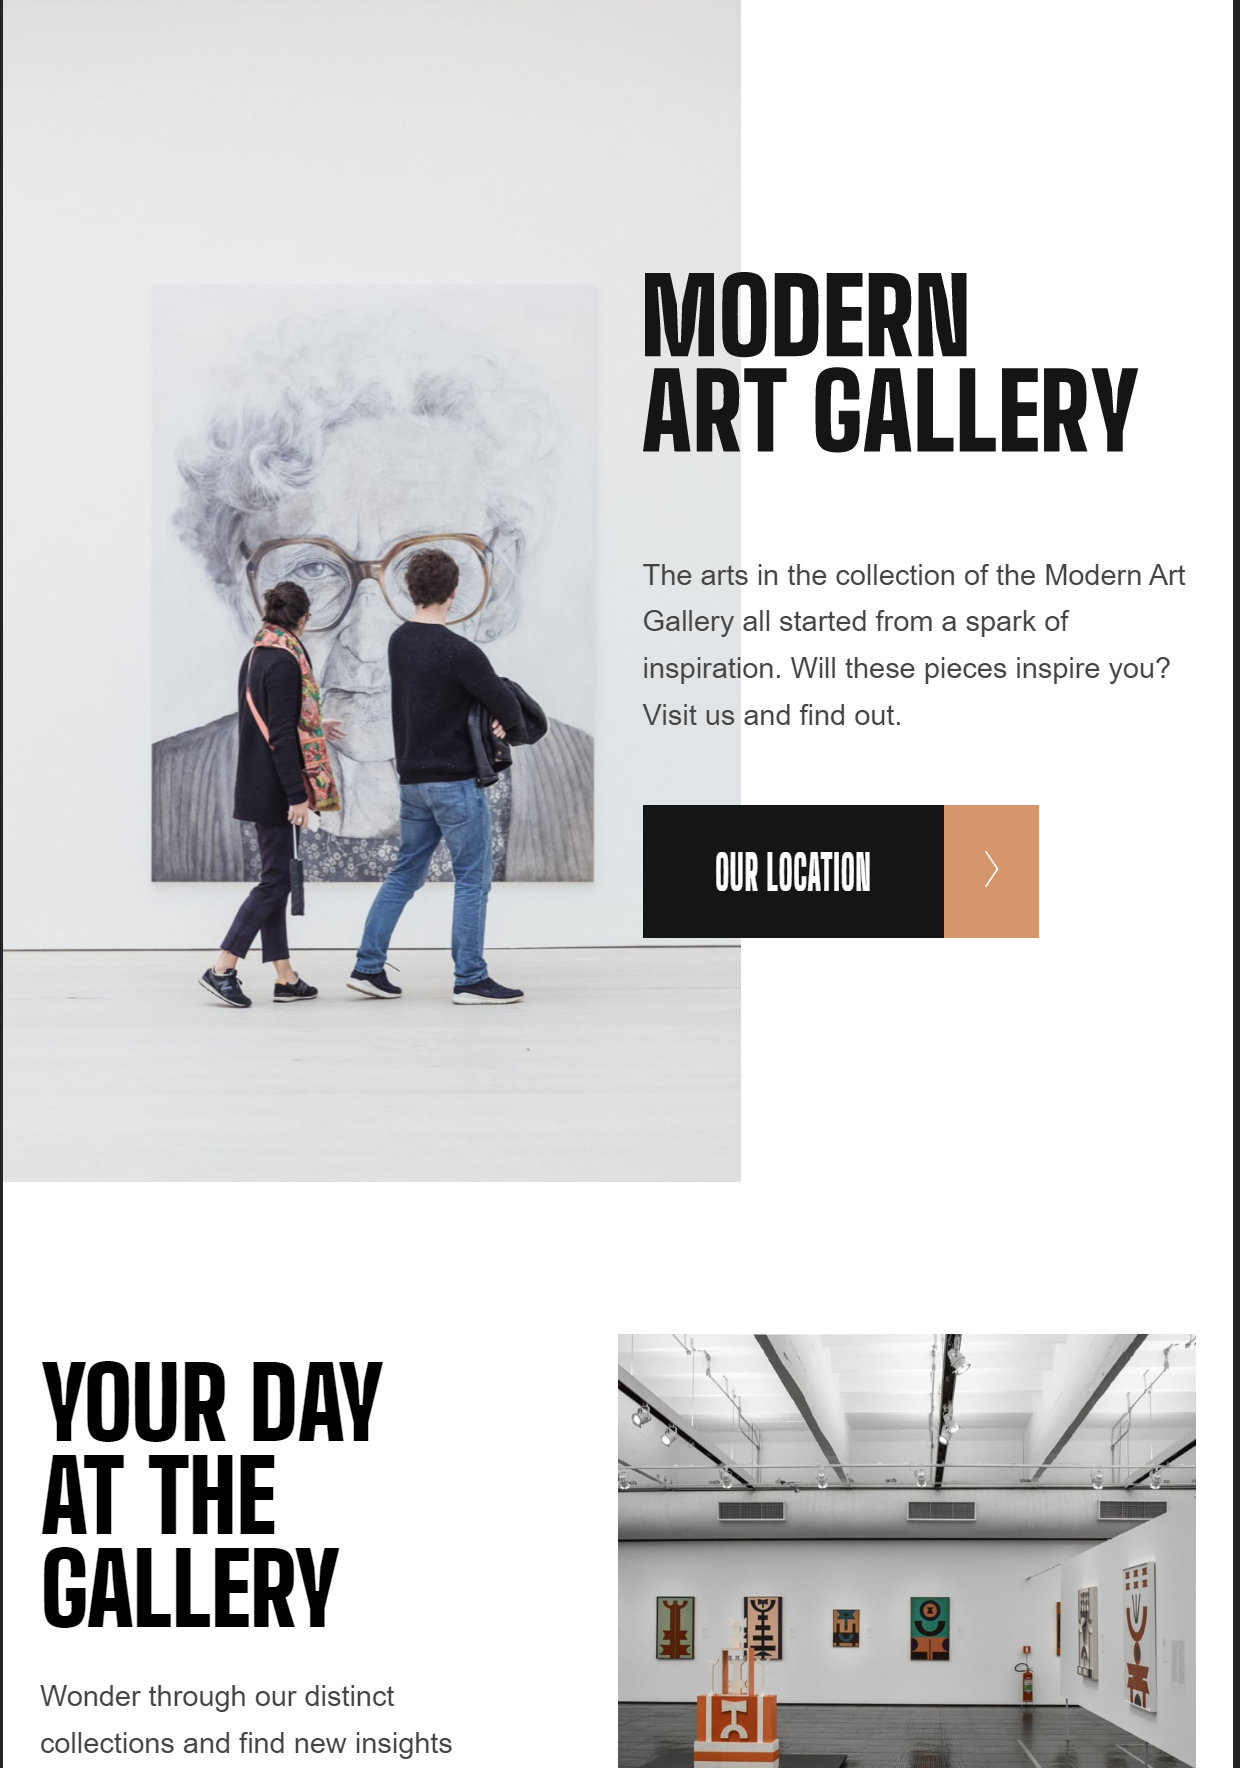 MODERN
ART GALLERY
The arts in the collection of the Modern Art
Gallery all started from a spark of
inspiration. Will these pieces inspire you?
Visit us and find out.
OUR LOCATION
YOUR DAY
AT THE
GALLERY
Wonder through our distinct
collections and find new insights